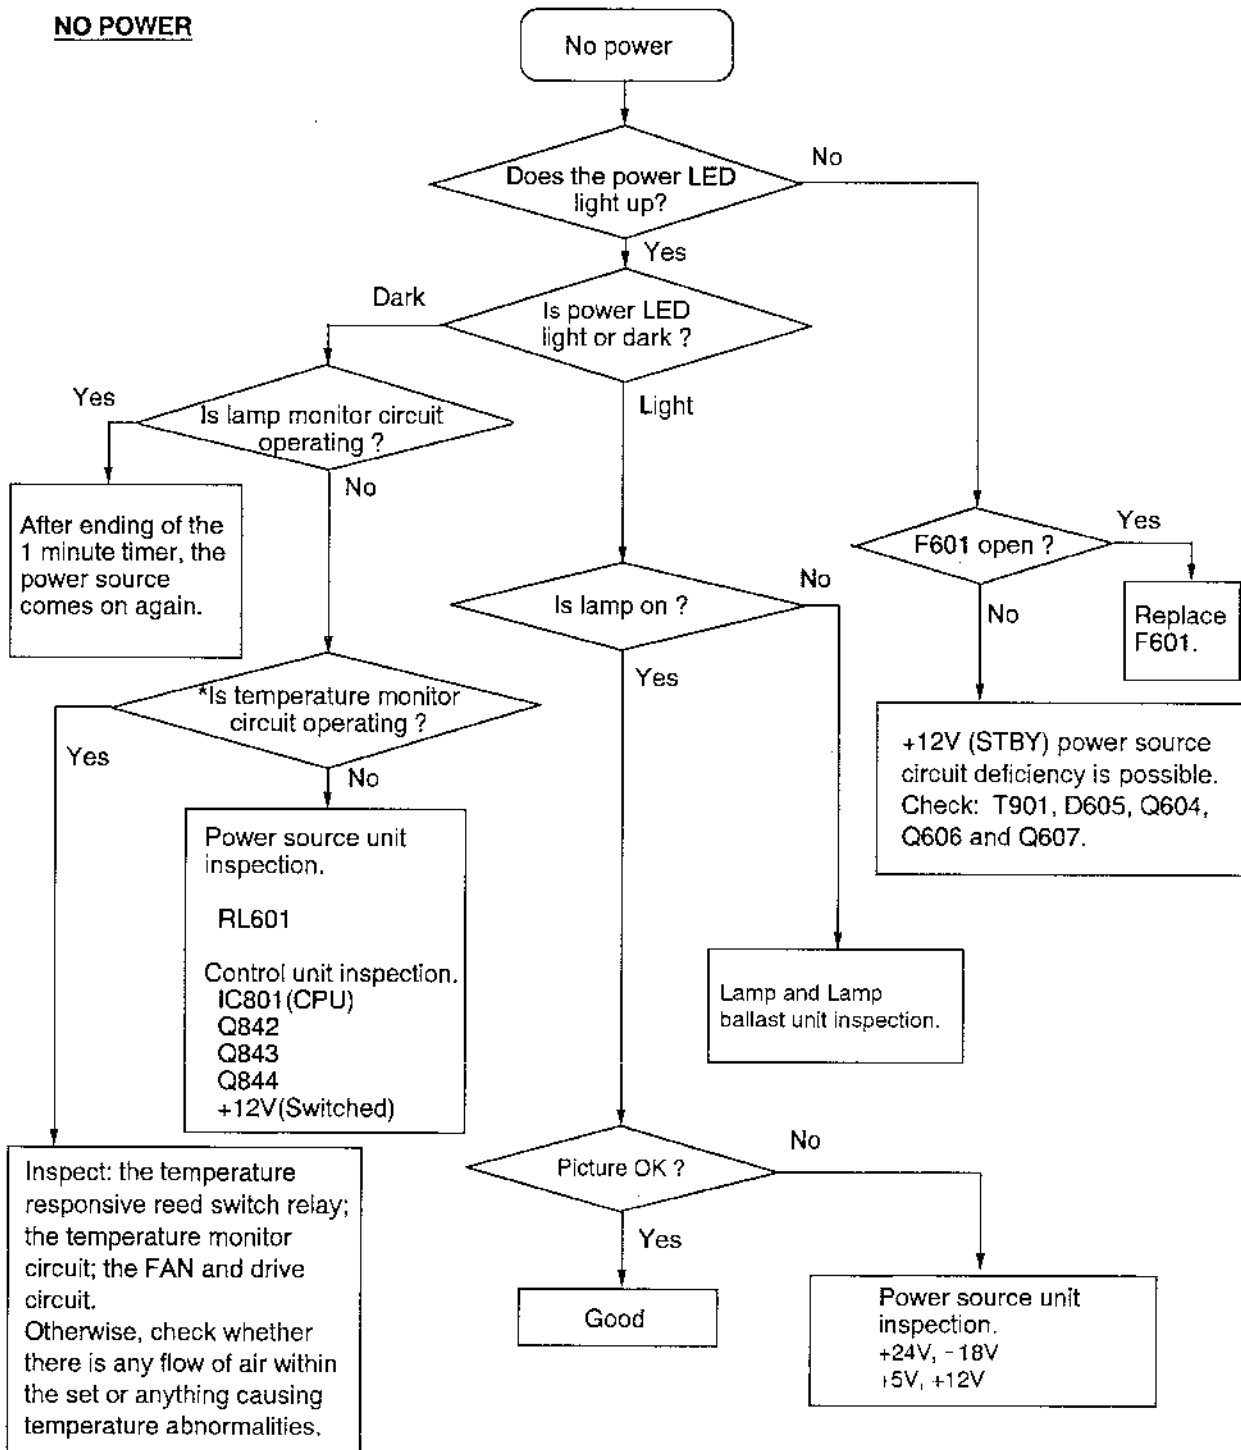 NO POWER
No power
No
Does the power LED
light up?
Yes
Dark
Is power LED
light or dark ?
Yes
Is lamp monitor circuit
operating ?
Light
No
After ending of the
1 minute timer, the
power source
comes on again.
F601 open ?
Yes
Replace
F601.
No
+12V (STBY) power source
circuit deficiency is possible.
Check: T901, D605, Q604,
Q606 and Q607.
Is lamp on ?
No
Yes
*Is temperature monitor
circuit operating ?
Yes
No
Power source unit
inspection.
RL601
Control unit inspection.
IC801(CPU)
Q842
Q843
Q844
+12V(Switched)
Lamp and Lamp
ballast unit inspection.
Inspect: the temperature
responsive reed switch relay;
the temperature monitor
circuit; the FAN and drive
circuit.
Otherwise, check whether
there is any flow of air within
the set or anything causing
temperature abnormalities.
Picture OK ?
No
Yes
Good
Power source unit
inspection.
+24V, -18V
+5V, +12V